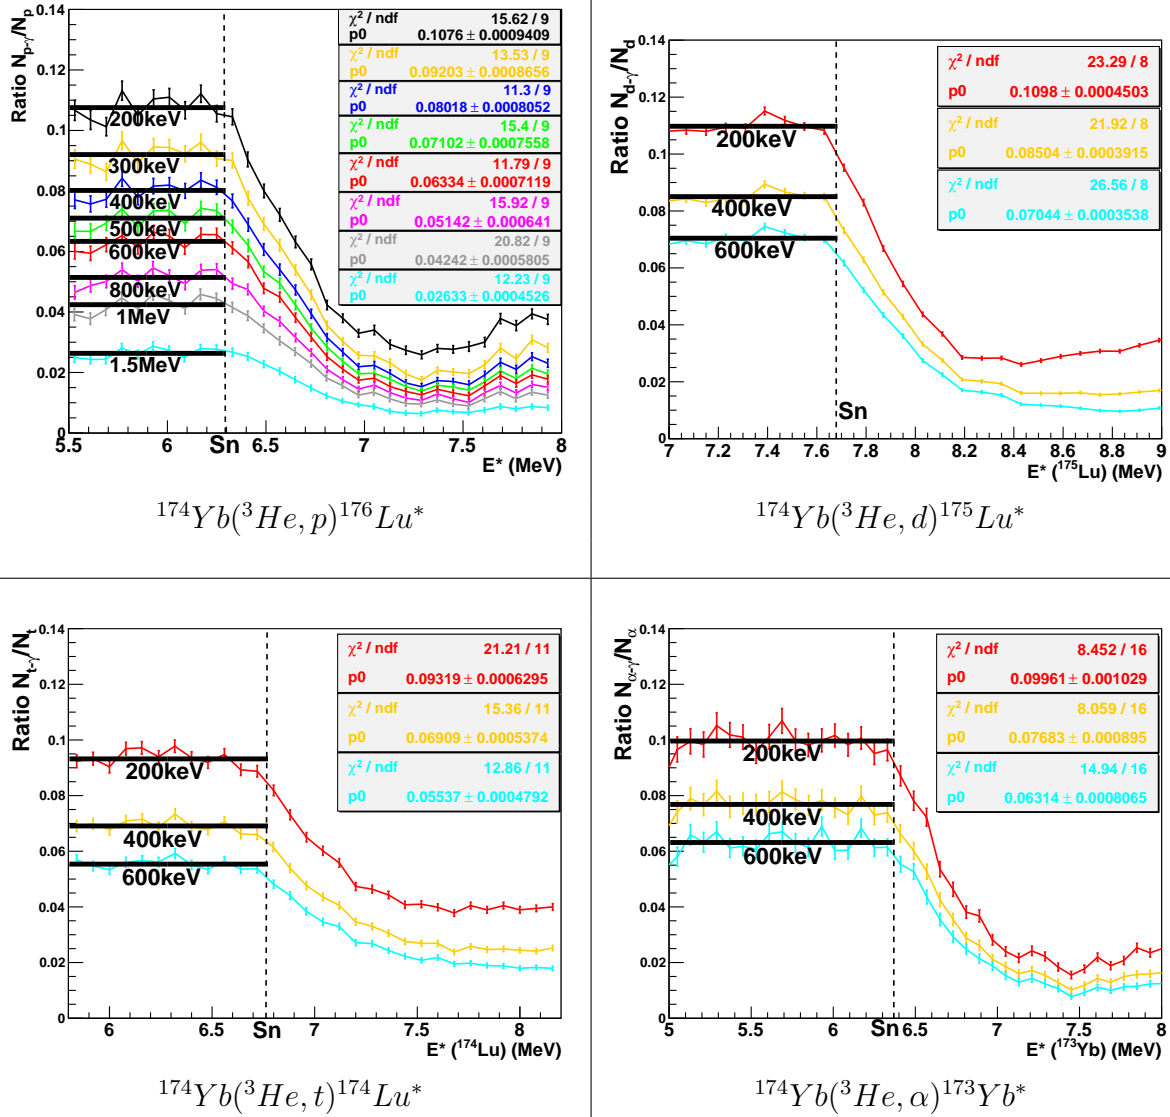 Ratio N_{p-γ}/N_p
0.14
0.12
0.1
0.08
0.06
0.04
0.02
0
200keV
300keV
400keV
500keV
600keV
800keV
1MeV
1.5MeV
χ² / ndf 15.62 / 9
p0 0.1076 ± 0.0009409
χ² / ndf 13.53 / 9
p0 0.09203 ± 0.0008656
χ² / ndf 11.3 / 9
p0 0.08018 ± 0.0008052
χ² / ndf 15.4 / 9
p0 0.07102 ± 0.0007558
χ² / ndf 11.79 / 9
p0 0.06334 ± 0.0007119
χ² / ndf 15.92 / 9
p0 0.05142 ± 0.000641
χ² / ndf 20.82 / 9
p0 0.04242 ± 0.0005805
χ² / ndf 12.23 / 9
p0 0.02633 ± 0.0004526
5.5 6 Sn 6.5 7 7.5 8
E* (MeV)
¹⁷⁴Yb(³He, p)¹⁷⁶Lu*
Ratio N_{d-γ}/N_d
0.14
0.12
0.1
0.08
0.06
0.04
0.02
0
200keV
400keV
600keV
Sn
χ² / ndf 23.29 / 8
p0 0.1098 ± 0.0004503
χ² / ndf 21.92 / 8
p0 0.08504 ± 0.0003915
χ² / ndf 26.56 / 8
p0 0.07044 ± 0.0003538
7 7.2 7.4 7.6 7.8 8 8.2 8.4 8.6 8.8 9
E* (¹⁷⁵Lu) (MeV)
¹⁷⁴Yb(³He, d)¹⁷⁵Lu*
Ratio N_{t-γ}/N_t
0.14
0.12
0.1
0.08
0.06
0.04
0.02
0
200keV
400keV
600keV
χ² / ndf 21.21 / 11
p0 0.09319 ± 0.0006295
χ² / ndf 15.36 / 11
p0 0.06909 ± 0.0005374
χ² / ndf 12.86 / 11
p0 0.05537 ± 0.0004792
6 6.5 Sn 7 7.5 8
E* (¹⁷⁴Lu) (MeV)
¹⁷⁴Yb(³He, t)¹⁷⁴Lu*
Ratio N_{α-γ}/N_α
0.14
0.12
0.1
0.08
0.06
0.04
0.02
0
200keV
400keV
600keV
χ² / ndf 8.452 / 16
p0 0.09961 ± 0.001029
χ² / ndf 8.059 / 16
p0 0.07683 ± 0.000895
χ² / ndf 14.94 / 16
p0 0.06314 ± 0.0008065
5 5.5 6 Sn 6.5 7 7.5 8
E* (¹⁷³Yb) (MeV)
¹⁷⁴Yb(³He, α)¹⁷³Yb*